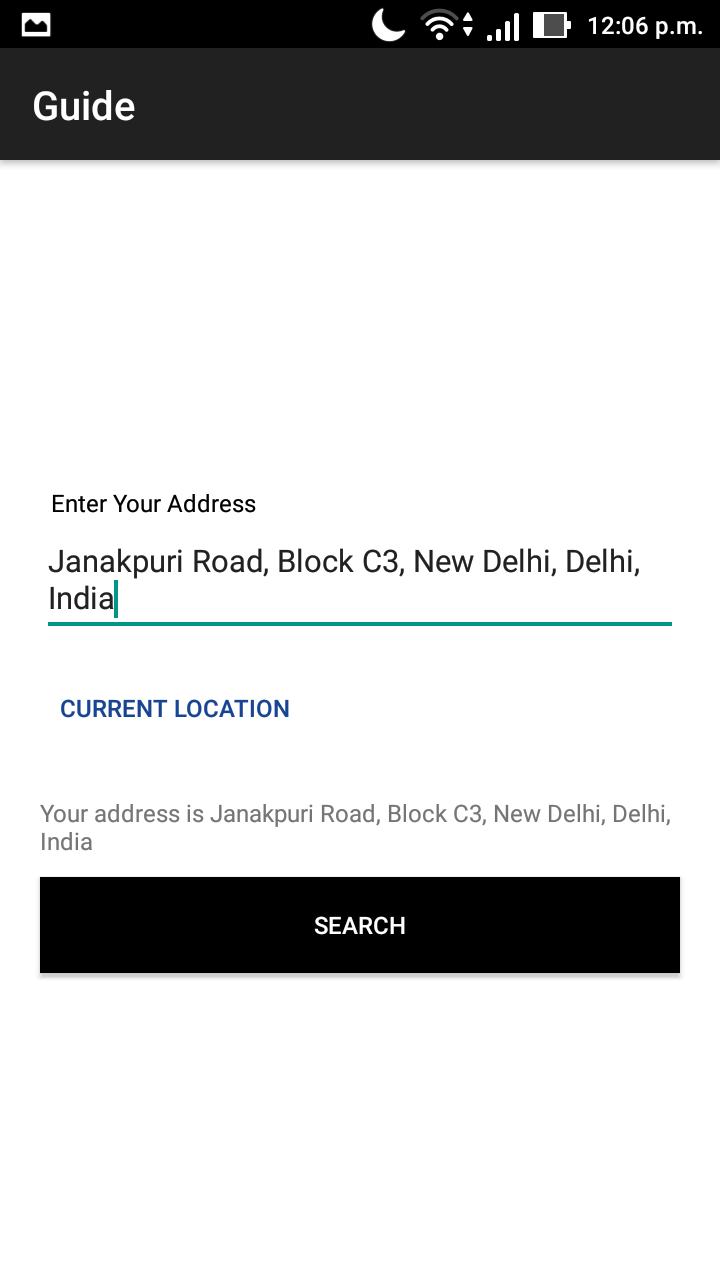 12:06 p.m.
Guide
Enter Your Address
Janakpuri Road, Block C3, New Delhi, Delhi,
India
CURRENT LOCATION
Your address is Janakpuri Road, Block C3, New Delhi, Delhi,
India
SEARCH